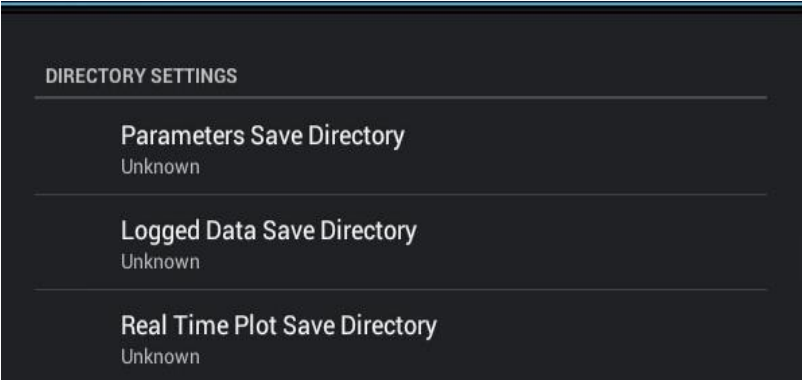 DIRECTORY SETTINGS
Parameters Save Directory
Unknown
Logged Data Save Directory
Unknown
Real Time Plot Save Directory
Unknown